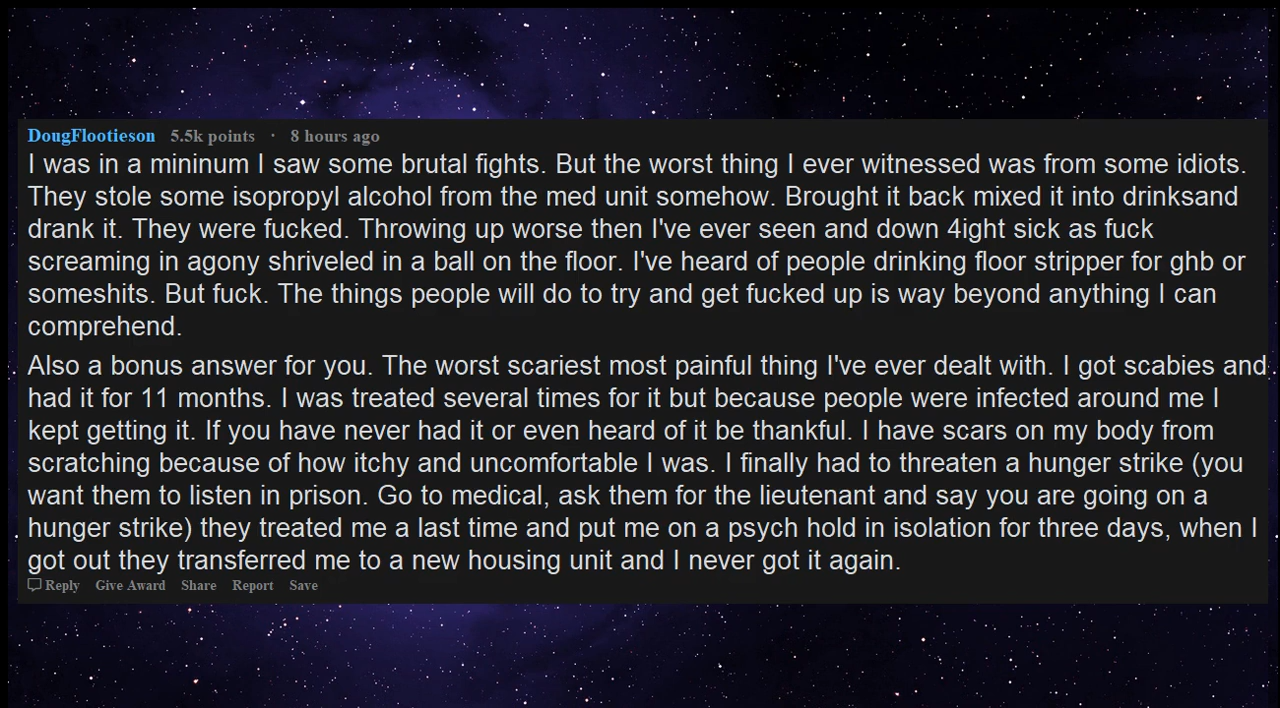 DougFlootieson 5.5k points · 8 hours ago
I was in a mininum I saw some brutal fights. But the worst thing I ever witnessed was from some idiots.
They stole some isopropyl alcohol from the med unit somehow. Brought it back mixed it into drinksand
drank it. They were fucked. Throwing up worse then I've ever seen and down 4ight sick as fuck
screaming in agony shriveled in a ball on the floor. I've heard of people drinking floor stripper for ghb or
someshits. But fuck. The things people will do to try and get fucked up is way beyond anything I can
comprehend.
Also a bonus answer for you. The worst scariest most painful thing I've ever dealt with. I got scabies and
had it for 11 months. I was treated several times for it but because people were infected around me I
kept getting it. If you have never had it or even heard of it be thankful. I have scars on my body from
scratching because of how itchy and uncomfortable I was. I finally had to threaten a hunger strike (you
want them to listen in prison. Go to medical, ask them for the lieutenant and say you are going on a
hunger strike) they treated me a last time and put me on a psych hold in isolation for three days, when I
got out they transferred me to a new housing unit and I never got it again.
Reply Give Award Share Report Save